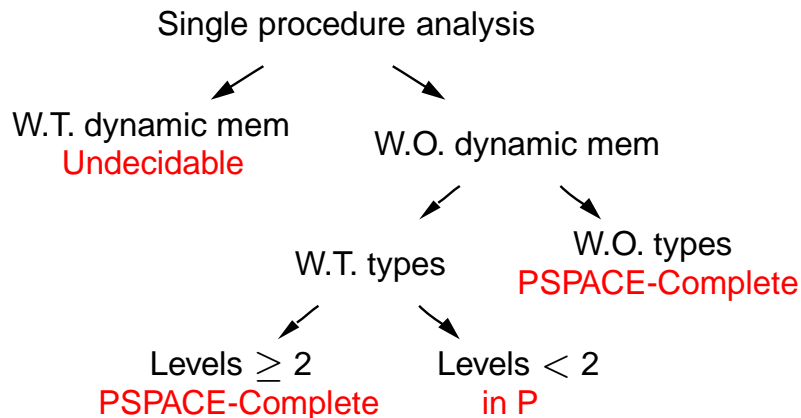 Single procedure analysis
W.T. dynamic mem
Undecidable
W.O. dynamic mem
W.T. types
W.O. types
PSPACE-Complete
Levels ≥ 2
PSPACE-Complete
Levels < 2
in P